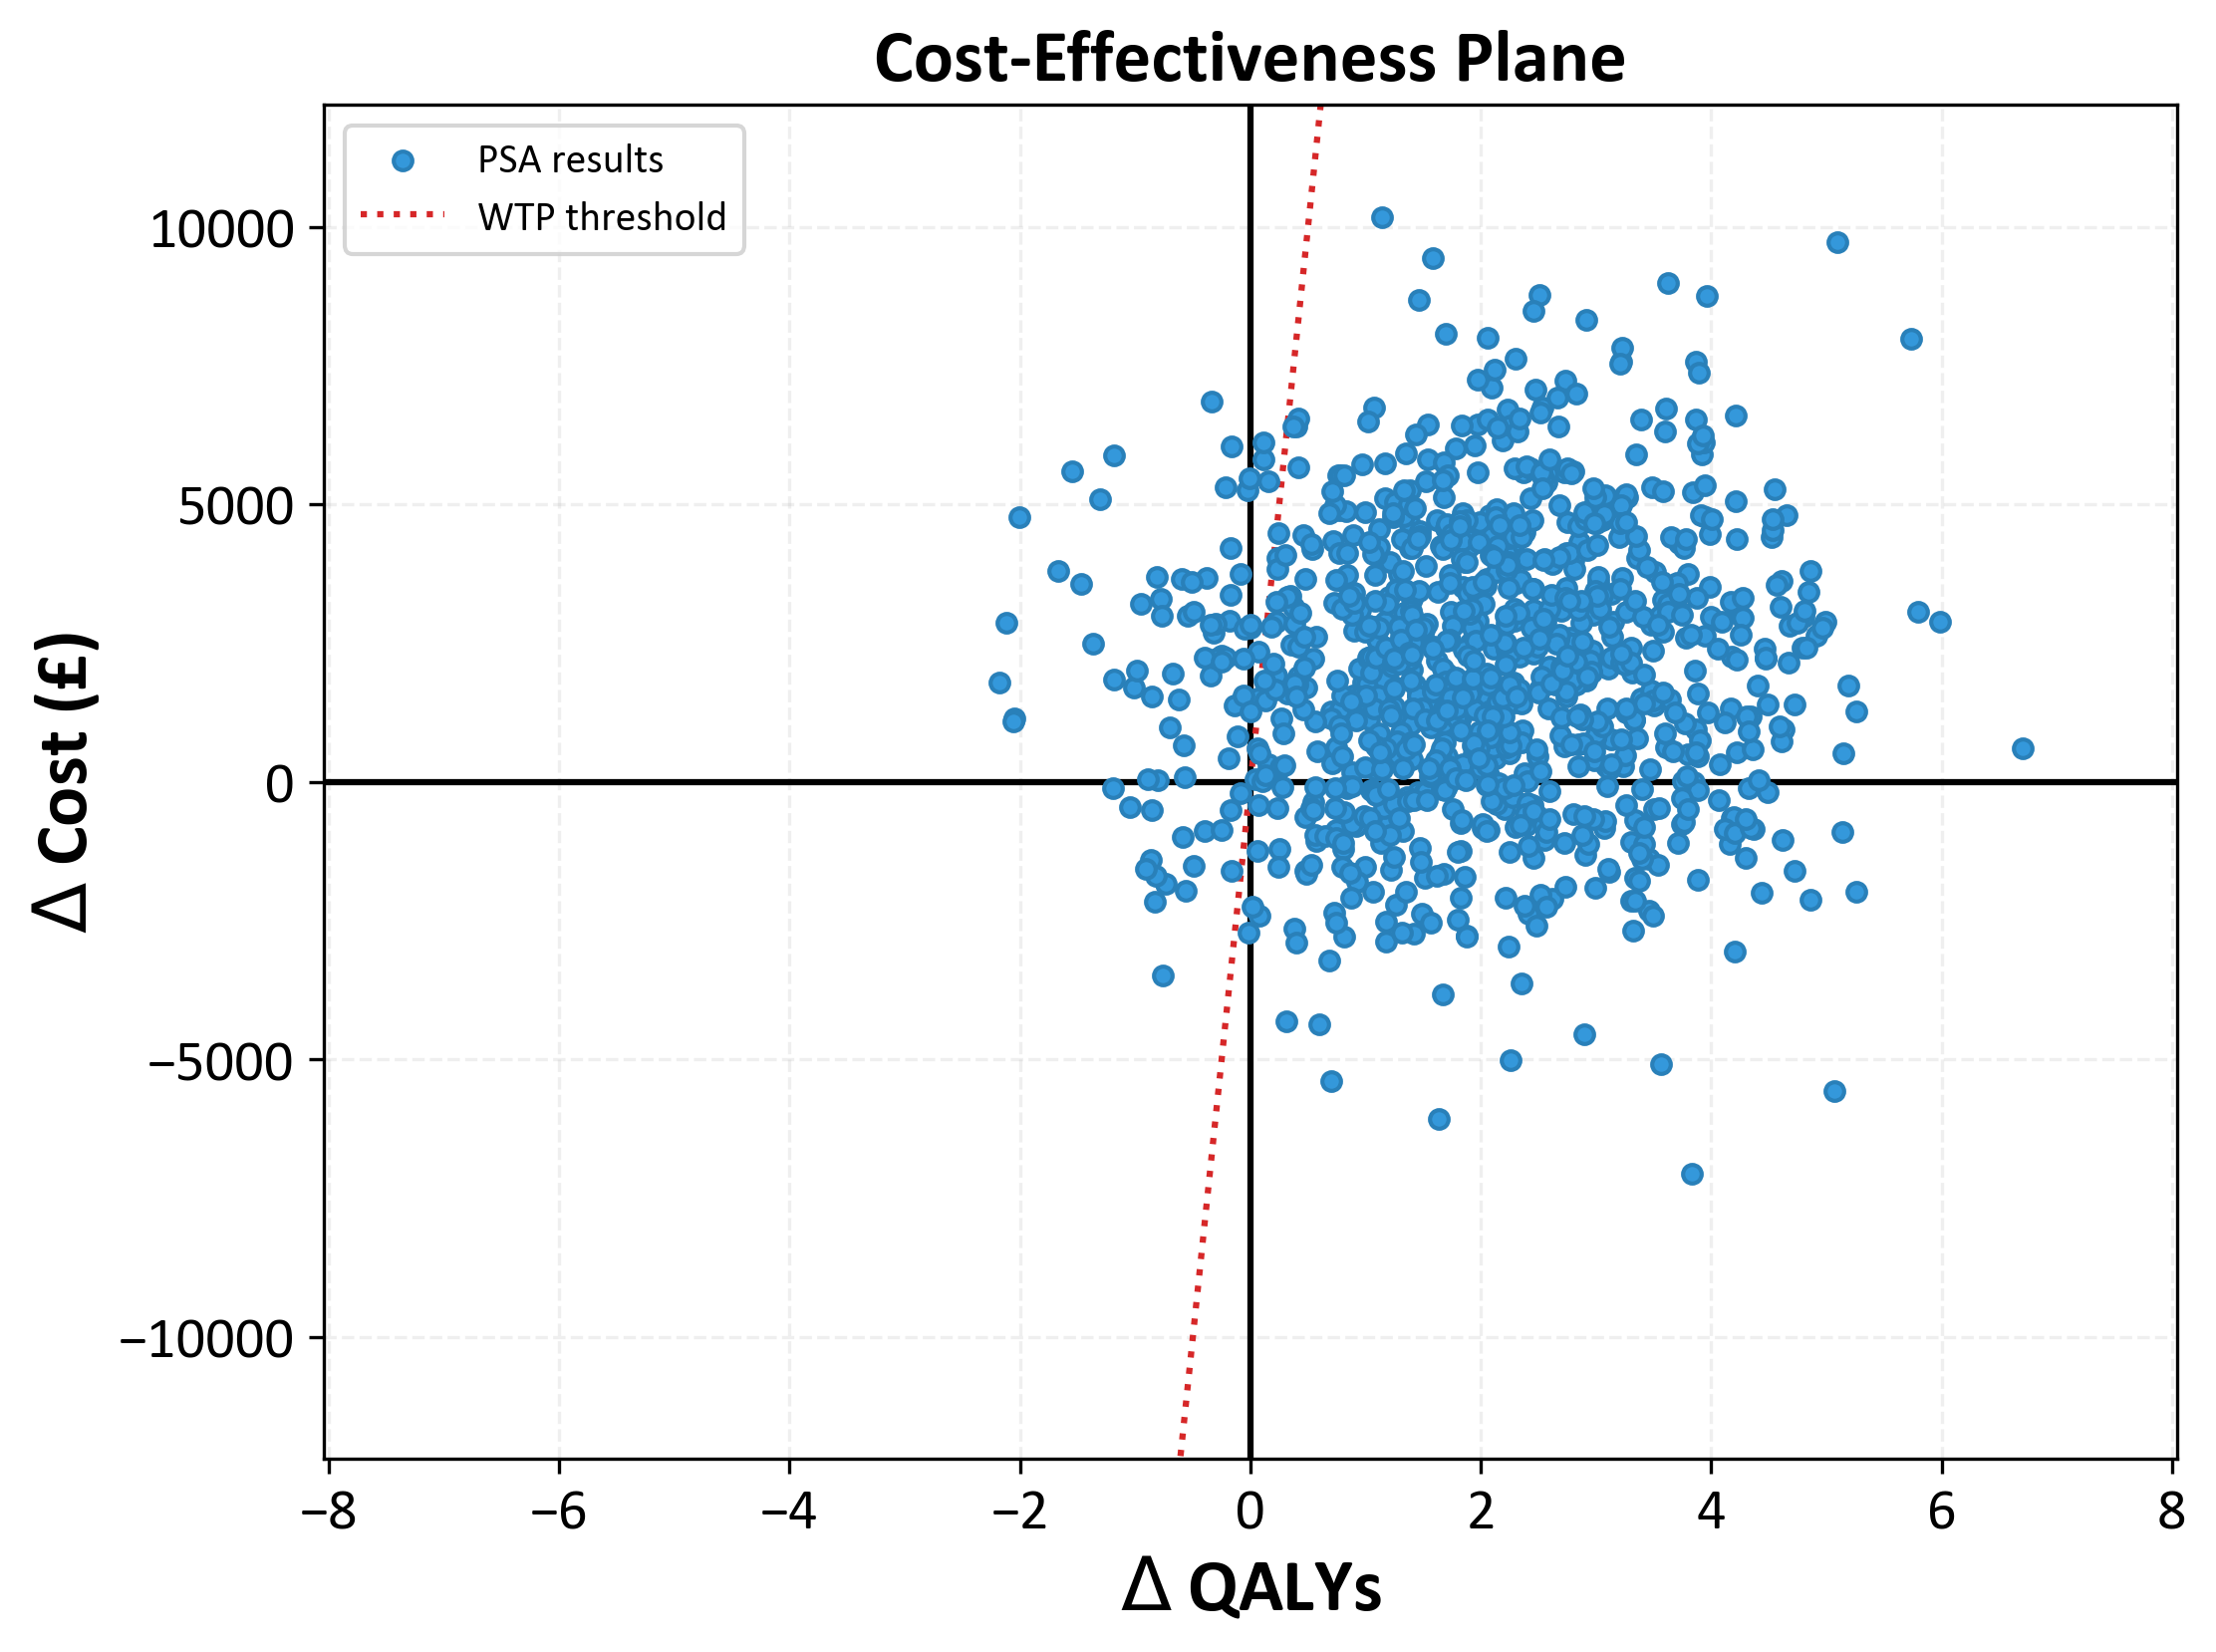 Cost-Effectiveness Plane
PSA results
WTP threshold
10000
5000
0
−5000
−10000
Δ Cost (£)
−8 −6 −4 −2 0 2 4 6 8
Δ QALYs